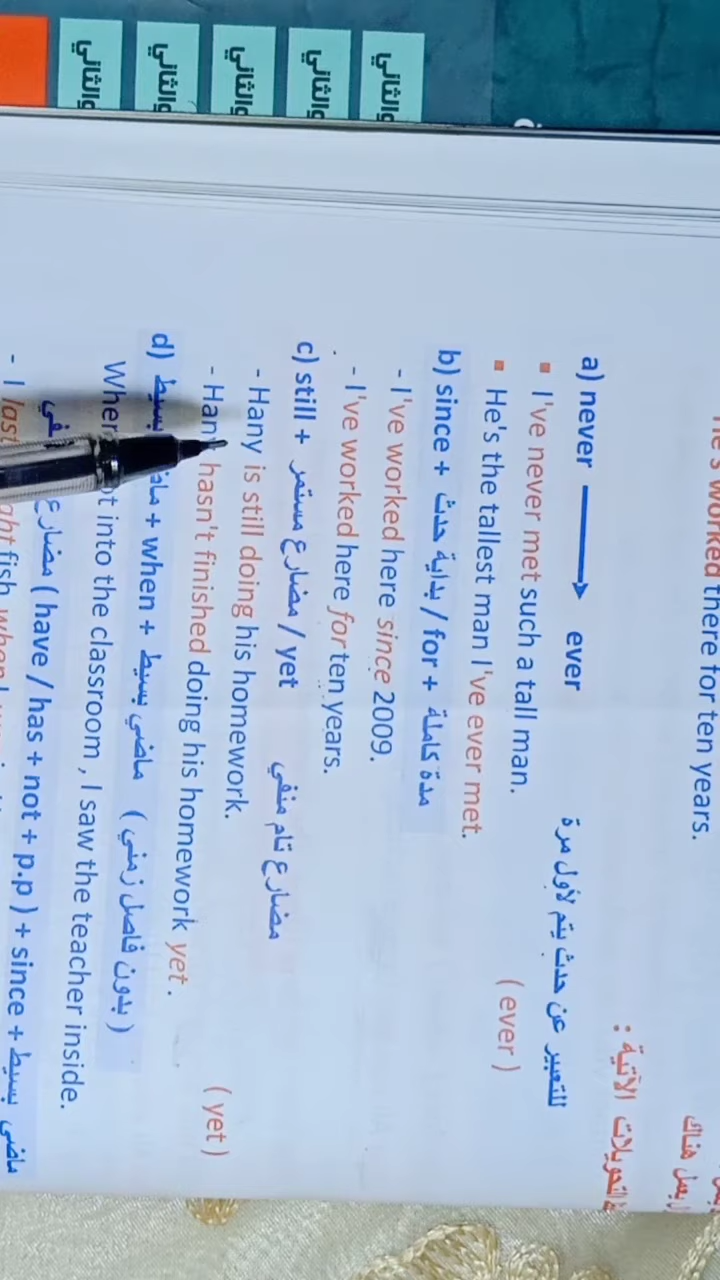 worked there for ten years.
يعمل هناك
التحويلات الآتية :
a) never ever للتعبير عن حدث يتم لأول مرة
▪ I've never met such a tall man. ( ever )
▪ He's the tallest man I've ever met.
b) since + بداية حدث / for + مدة كاملة
- I've worked here since 2009.
- I've worked here for ten years.
c) still + مضارع مستمر / yet مضارع تام منفي
- Hany is still doing his homework. ( yet )
- Hany hasn't finished doing his homework yet .
d) بسيط + when + ماضي بسيط ( بدون فاصل زمني )
into the classroom , I saw the teacher inside.
مضارع ( have / has + not + p.p ) + since + ماضي بسيط
- I last fish when I
والثاني
والثاني
والثاني
والثاني
والثاني